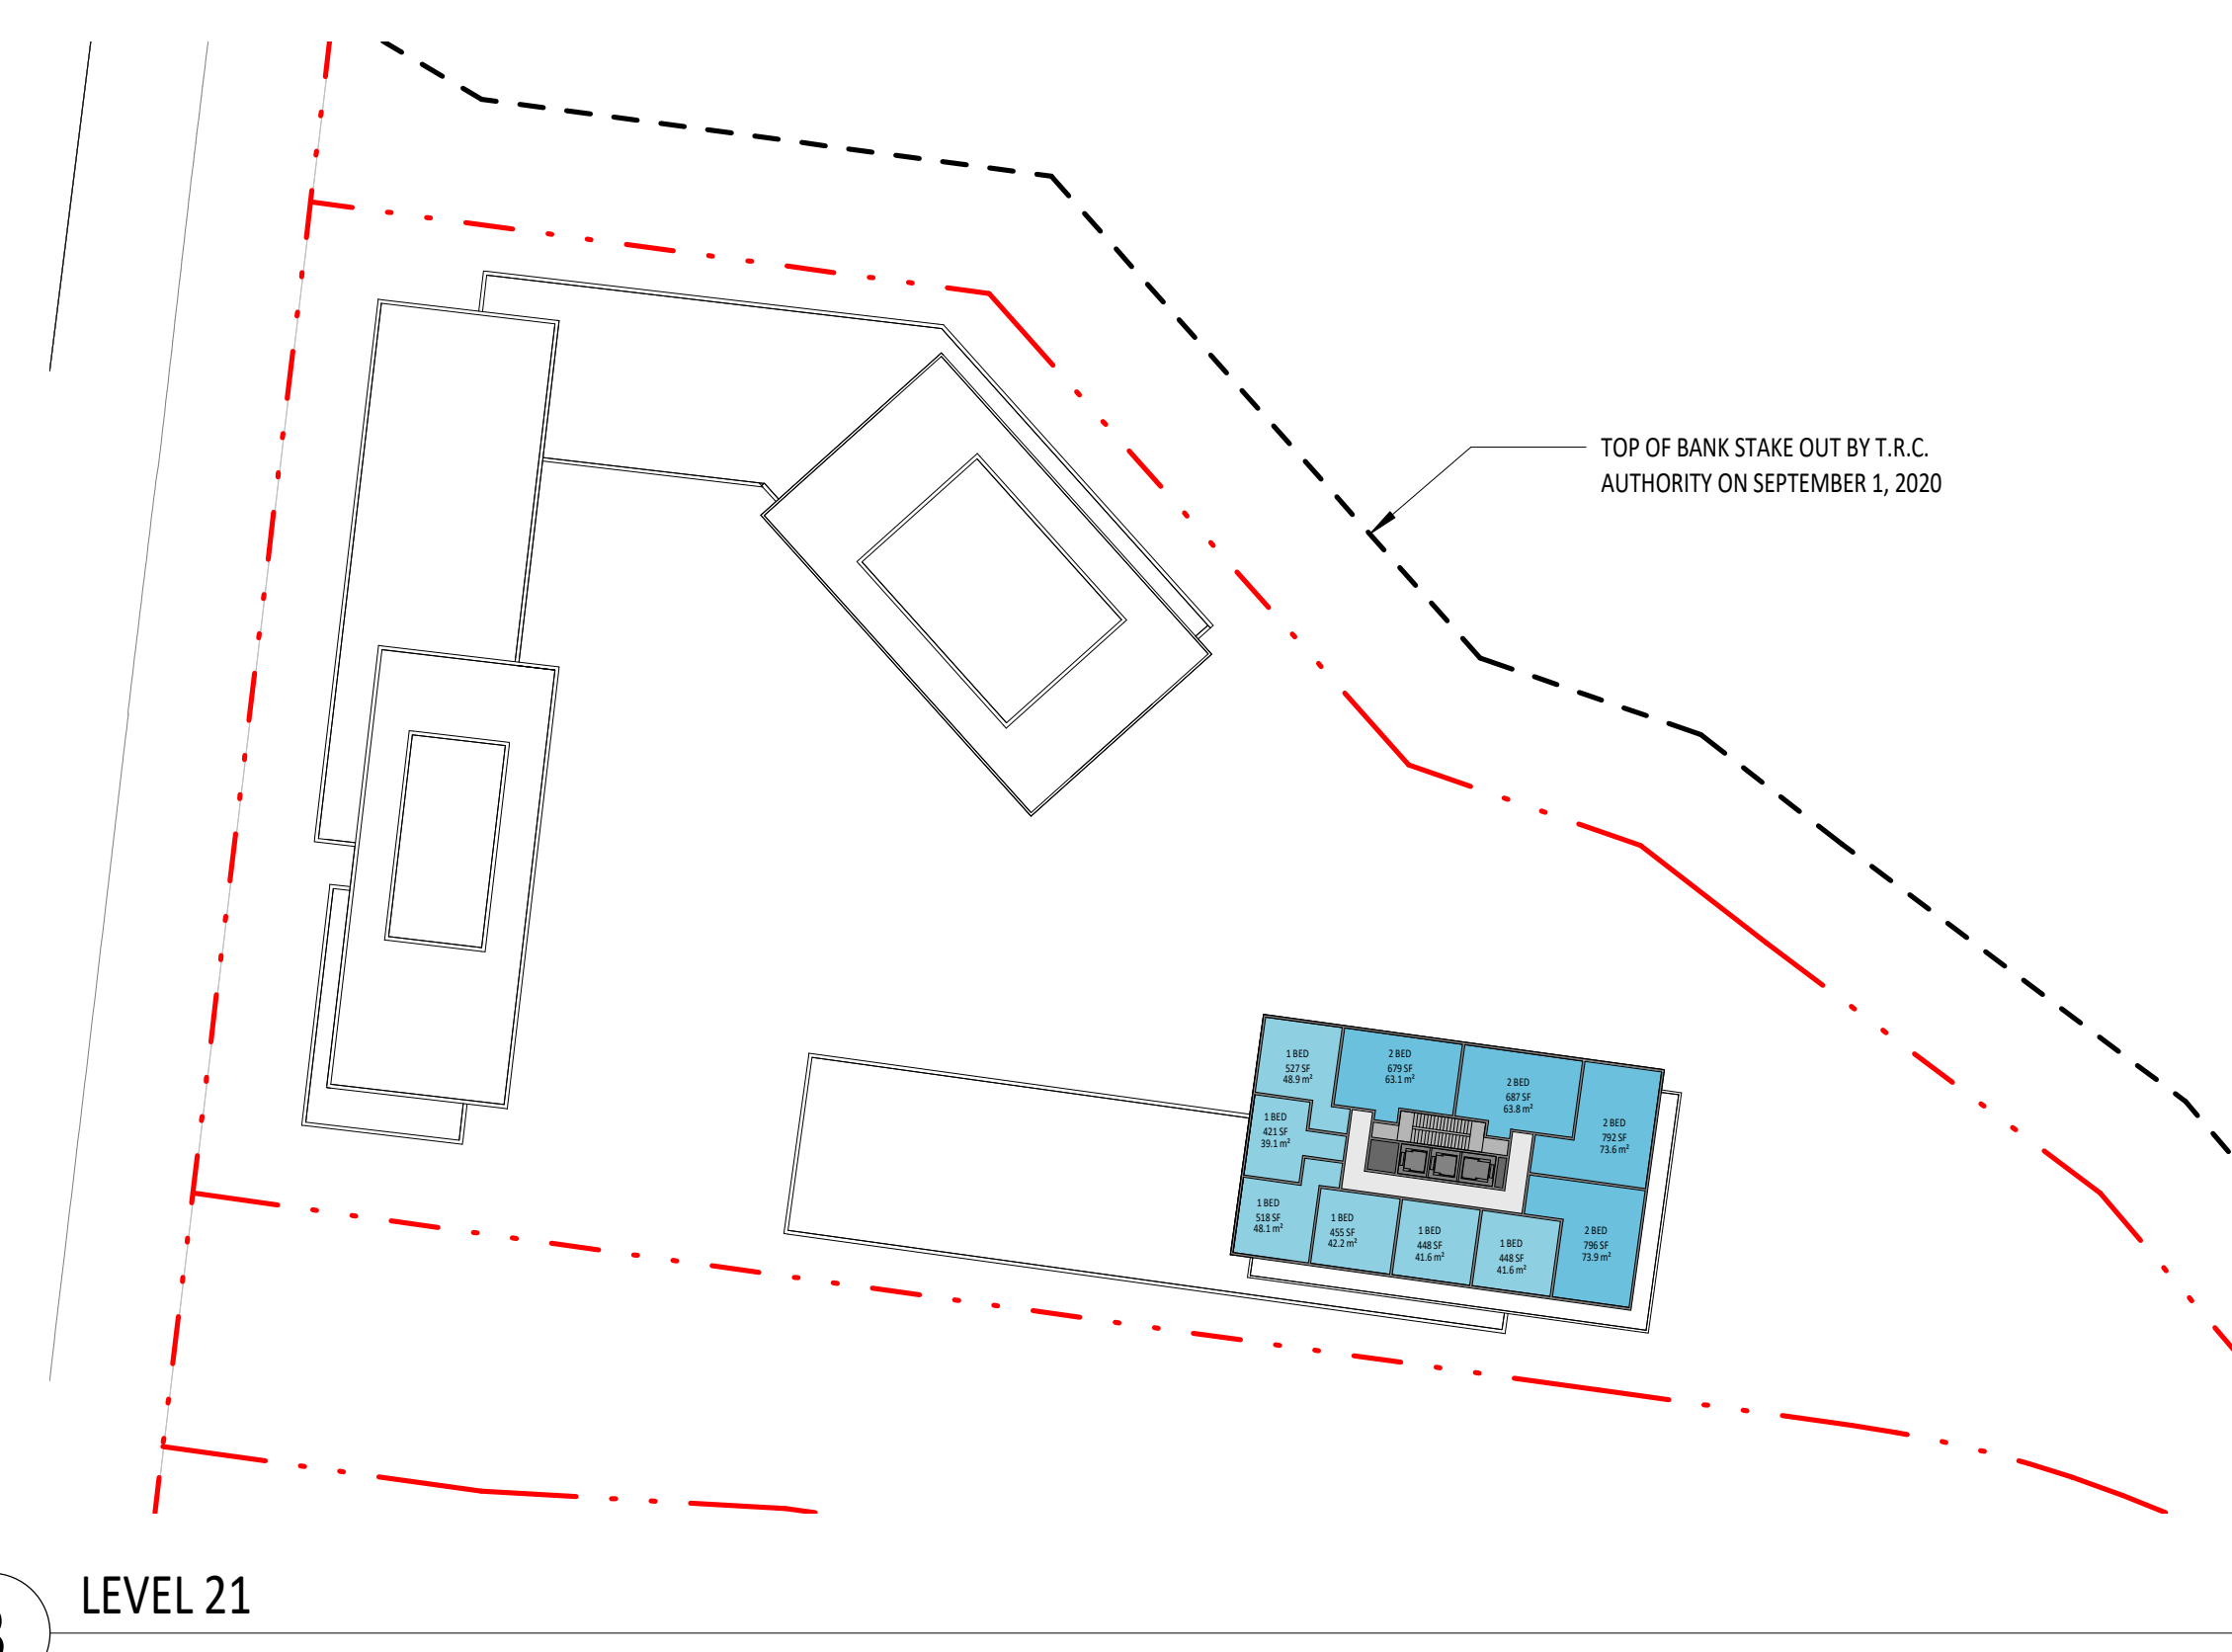 TOP OF BANK STAKE OUT BY T.R.C.
AUTHORITY ON SEPTEMBER 1, 2020
1 BED
527 SF
48.9 m²
2 BED
679 SF
63.1 m²
2 BED
687 SF
63.8 m²
2 BED
792 SF
73.6 m²
1 BED
421 SF
39.1 m²
1 BED
518 SF
48.1 m²
1 BED
455 SF
42.2 m²
1 BED
448 SF
41.6 m²
1 BED
448 SF
41.6 m²
2 BED
796 SF
73.9 m²
LEVEL 21